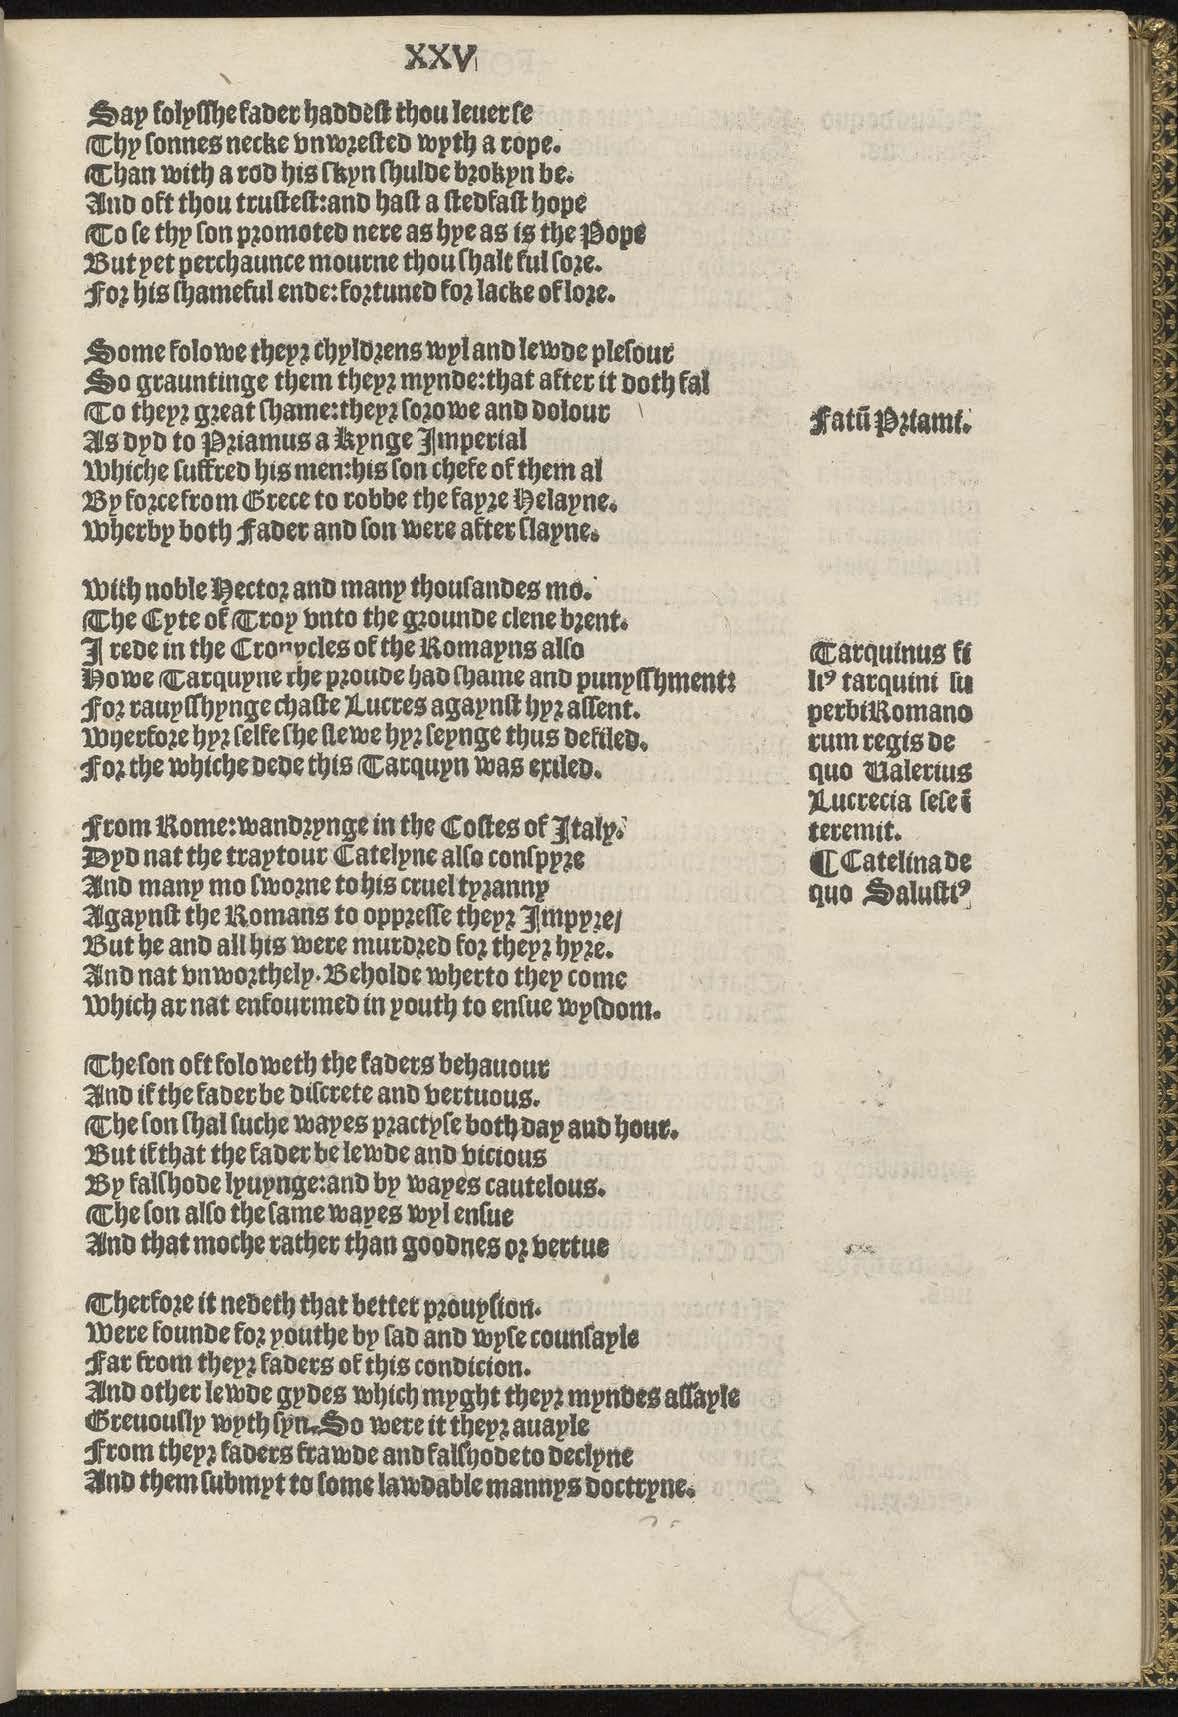 XXV
Say folysshe fader haddest thou leuer se
Thy sonnes necke vnwrested wyth a rope.
Than with a rod his skyn shulde brokyn be.
And oft thou trustest:and hast a stedfast hope
To se thy son promoted nere as hye as is the Pope
But yet perchaunce mourne thou shalt ful sore.
For his shameful ende:fortuned for lacke of lore.
Some folowe theyr chyldrens wyl and lewde plesour
So grauntinge them theyr mynde:that after it doth fal
To theyr great shame:theyr sorowe and dolour
As dyd to Priamus a kynge Imperial
Whiche suffred his men:his son chefe of them al
By force from Grece to robbe the fayre Helayne.
Wherby both Fader and son were after slayne.
Fatū Priami.
With noble Hector and many thousandes mo.
The Cyte of Troy vnto the grounde clene brent.
I rede in the Cronycles of the Romayns also
Howe Tarquyne the proude had shame and punysshment:
For rauysshynge chaste Lucres agaynst hyr assent.
Wherfore hyr selfe she slewe hyr seynge thus defiled.
For the whiche dede this Tarquyn was exiled.
Tarquinus fi
liꝰ tarquini su
perbi Romano
rum regis de
quo Ualerius
Lucrecia sese ī
teremit.
From Rome:wandrynge in the Costes of Italy.
Dyd nat the traytour Catelyne also conspyre
And many mo sworne to his cruel tyranny
Agaynst the Romans to oppresse theyr Impyre/
But he and all his were murdred for theyr hyre.
And nat vnworthely. Beholde wherto they come
Which ar nat enfourmed in youth to ensue wysdom.
¶ Catelina de
quo Salustiꝰ
The son oft foloweth the faders behauour
And if the fader be discrete and vertuous.
The son shal suche wayes practyse both day and hour.
But if that the fader be lewde and vicious
By falshode lyuynge:and by wayes cautelous.
The son also the same wayes wyl ensue
And that moche rather than goodnes or vertue
Therfore it nedeth that better prouysion.
Were founde for youthe by sad and wyse counsayle
Far from theyr faders of this condicion.
And other lewde gydes which myght theyr myndes assayle
Greuously wyth syn. So were it theyr auayle
From theyr faders frawde and falshode to declyne
And them submyt to some lawdable mannys doctryne.